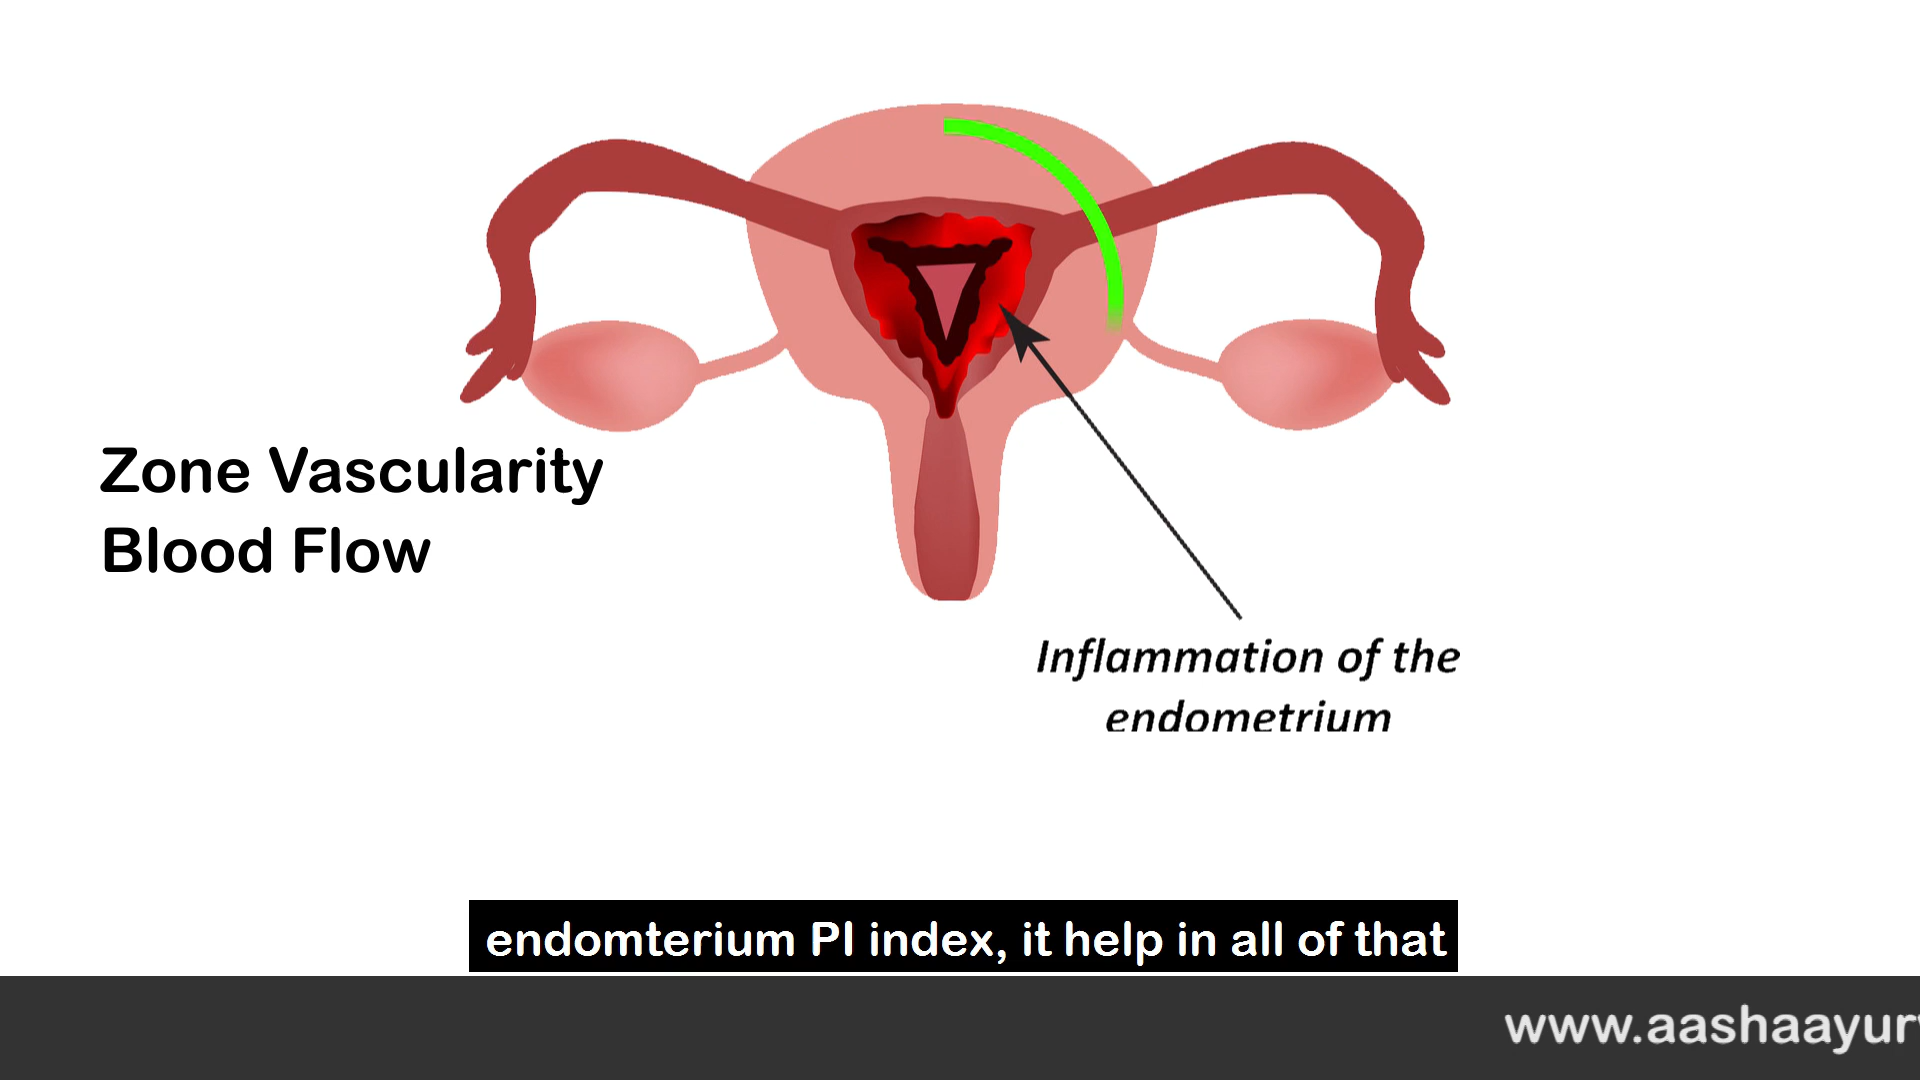 Zone Vascularity
Blood Flow
Inflammation of the
endometrium
endomterium PI index, it help in all of that
www.aashaayur